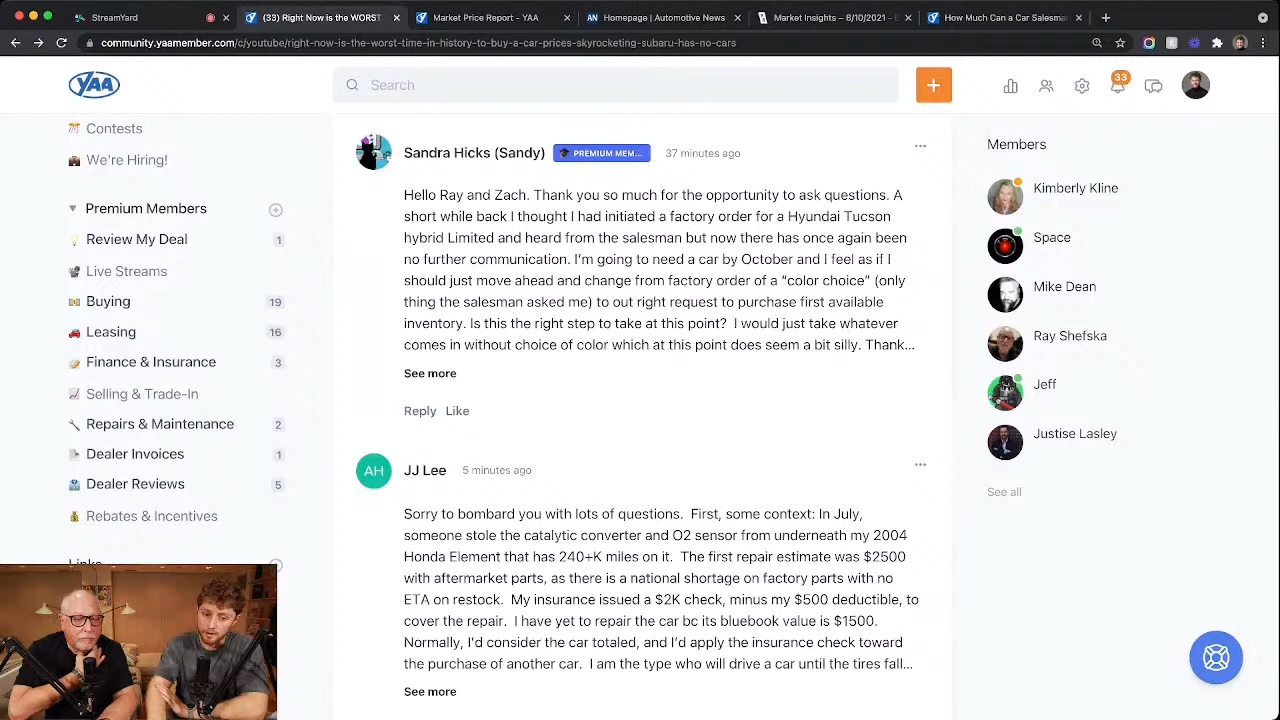 StreamYard
(33) Right Now is the WORST
Market Price Report - YAA
AN Homepage | Automotive News
Market Insights - 8/10/2021 - E
How Much Can a Car Salesman
community.yaamember.com/c/youtube/right-now-is-the-worst-time-in-history-to-buy-a-car-prices-skyrocketing-subaru-has-no-cars
YAA
Search
33
Contests
We're Hiring!
Premium Members
Review My Deal 1
Live Streams
Buying 19
Leasing 16
Finance & Insurance 3
Selling & Trade-In
Repairs & Maintenance 2
Dealer Invoices 1
Dealer Reviews 5
Rebates & Incentives
Links
Sandra Hicks (Sandy) PREMIUM MEM... 37 minutes ago
Hello Ray and Zach. Thank you so much for the opportunity to ask questions. A
short while back I thought I had initiated a factory order for a Hyundai Tucson
hybrid Limited and heard from the salesman but now there has once again been
no further communication. I'm going to need a car by October and I feel as if I
should just move ahead and change from factory order of a “color choice” (only
thing the salesman asked me) to out right request to purchase first available
inventory. Is this the right step to take at this point? I would just take whatever
comes in without choice of color which at this point does seem a bit silly. Thank...
See more
Reply Like
AH JJ Lee 5 minutes ago
Sorry to bombard you with lots of questions. First, some context: In July,
someone stole the catalytic converter and O2 sensor from underneath my 2004
Honda Element that has 240+K miles on it. The first repair estimate was $2500
with aftermarket parts, as there is a national shortage on factory parts with no
ETA on restock. My insurance issued a $2K check, minus my $500 deductible, to
cover the repair. I have yet to repair the car bc its bluebook value is $1500.
Normally, I'd consider the car totaled, and I'd apply the insurance check toward
the purchase of another car. I am the type who will drive a car until the tires fall...
See more
Members
Kimberly Kline
Space
Mike Dean
Ray Shefska
Jeff
Justise Lasley
See all